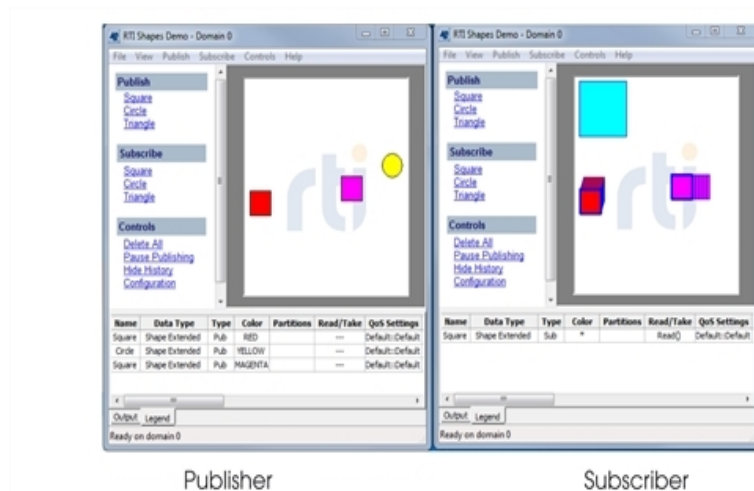 RTI Shapes Demo - Domain 0
File View Publish Subscribe Controls Help
Publish
Square
Circle
Triangle
Subscribe
Square
Circle
Triangle
Controls
Delete All
Pause Publishing
Hide History
Configuration
rti
Name Data Type Type Color Partitions Read/Take QoS Settings
Square Shape Extended Pub RED --- Default::Default
Circle Shape Extended Pub YELLOW --- Default::Default
Square Shape Extended Pub MAGENTA --- Default::Default
Output Legend
Ready on domain 0
Publisher
RTI Shapes Demo - Domain 0
File View Publish Subscribe Controls Help
Publish
Square
Circle
Triangle
Subscribe
Square
Circle
Triangle
Controls
Delete All
Pause Publishing
Hide History
Configuration
rti
Name Data Type Type Color Partitions Read/Take QoS Settings
Square Shape Extended Sub * Read() Default::Default
Output Legend
Ready on domain 0
Subscriber